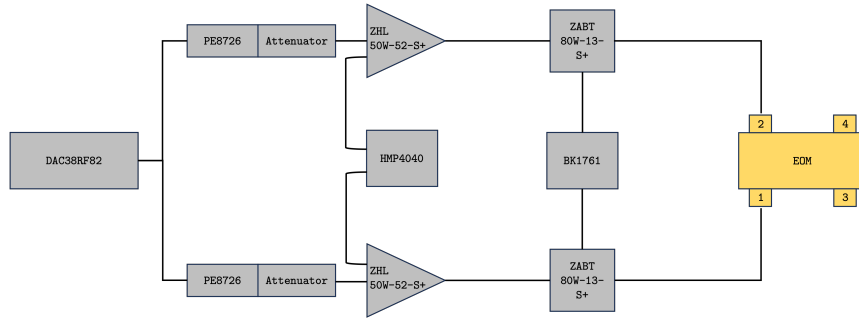 PE8726
Attenuator
ZHL
50W-52-S+
ZABT
80W-13-
S+
2
4
DAC38RF82
HMP4040
BK1761
EOM
1
3
PE8726
Attenuator
ZHL
50W-52-S+
ZABT
80W-13-
S+